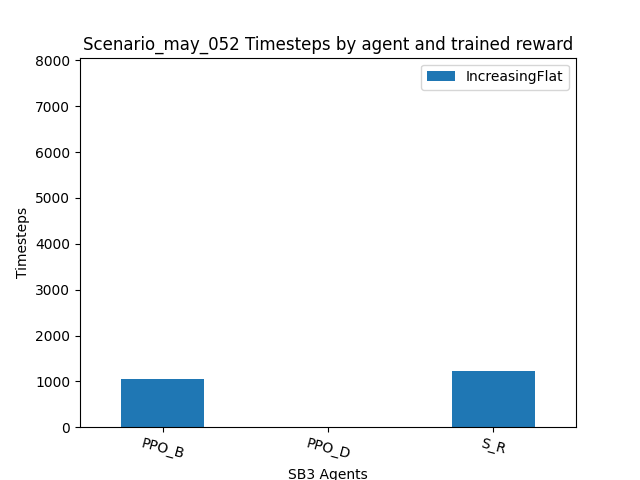 Scenario_may_052 Timesteps by agent and trained reward
IncreasingFlat
8000
7000
6000
5000
4000
3000
2000
1000
0
Timesteps
PPO_B
PPO_D
S_R
SB3 Agents